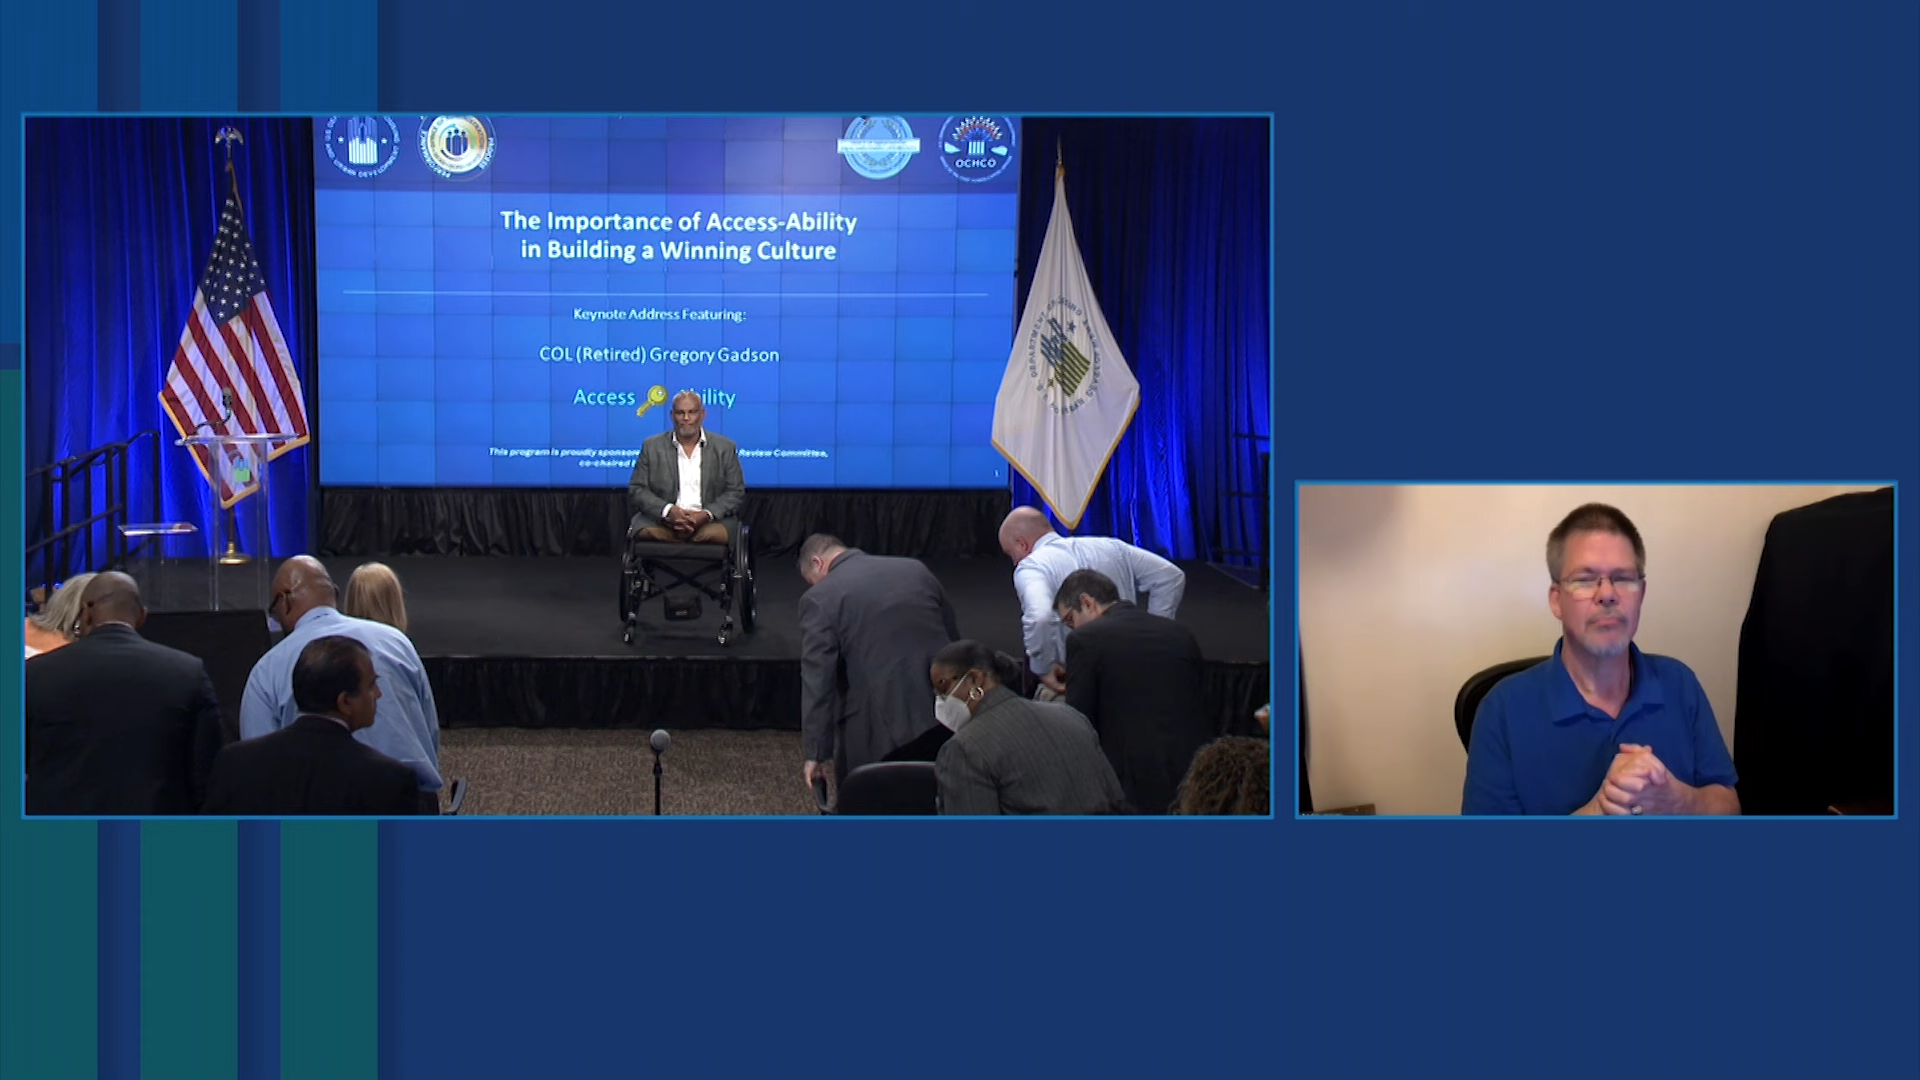 OCHCO
The Importance of Access-Ability
in Building a Winning Culture
Keynote Address Featuring:
COL (Retired) Gregory Gadson
Access
This program is proudly
Review Committee,
co-chaired
1